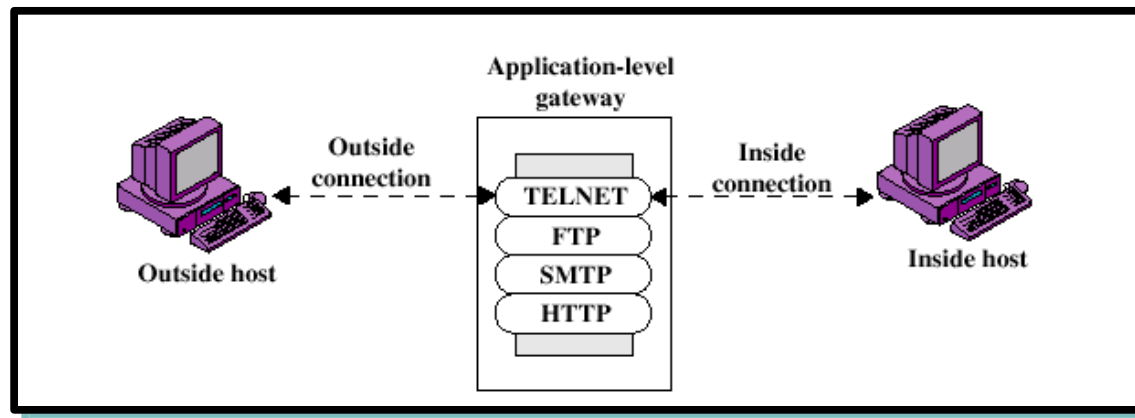 Application-level
gateway
Outside
connection
Inside
connection
TELNET
FTP
SMTP
HTTP
Outside host
Inside host